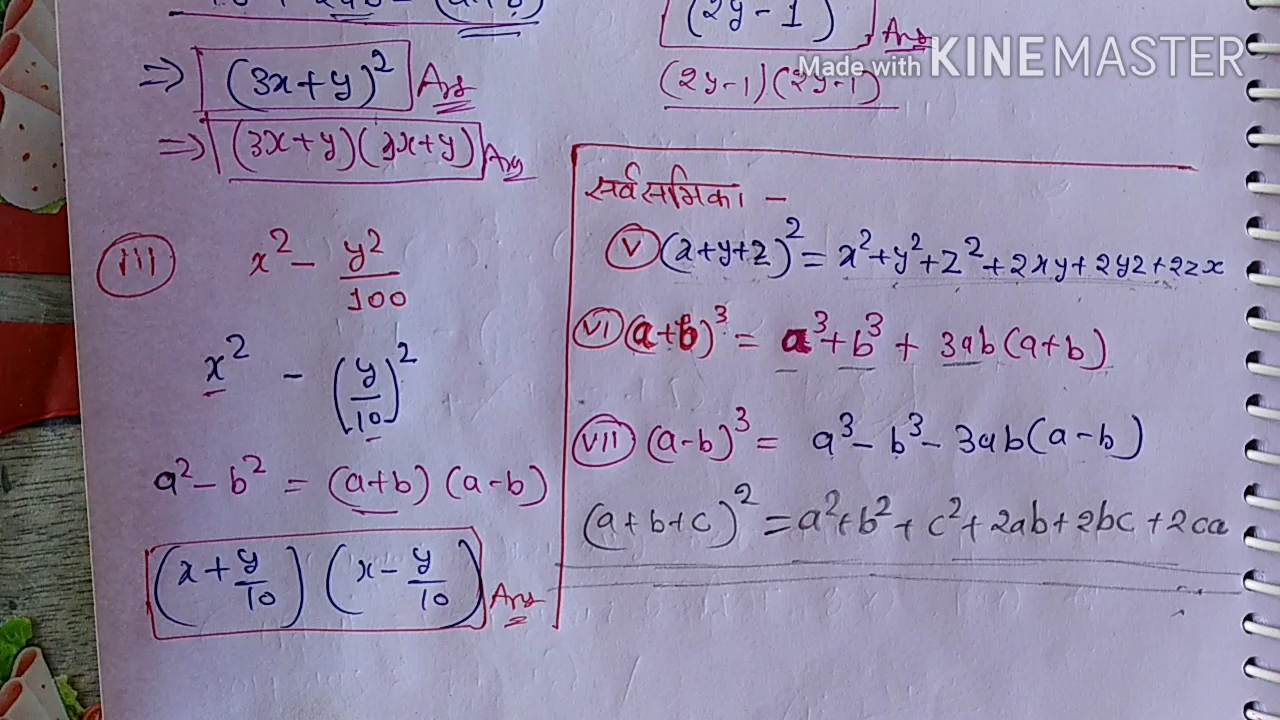 ⇒ (3x+y)² Ans
⇒ (3x+y)(3x+y) Ans
(iii) x² - y²/100
x² - (y/10)²
a² - b² = (a+b) (a-b)
(x + y/10) (x - y/10) Ans
(2y-1) Ans
(2y-1)(2y-1)
Made with KINEMASTER
सर्वसमिका -
(v) (x+y+z)² = x²+y²+z²+2xy+2yz+2zx
(vi) (a+b)³ = a³+b³ + 3ab(a+b)
(vii) (a-b)³ = a³-b³-3ab(a-b)
(a+b+c)² = a²+b²+c²+2ab+2bc+2ca